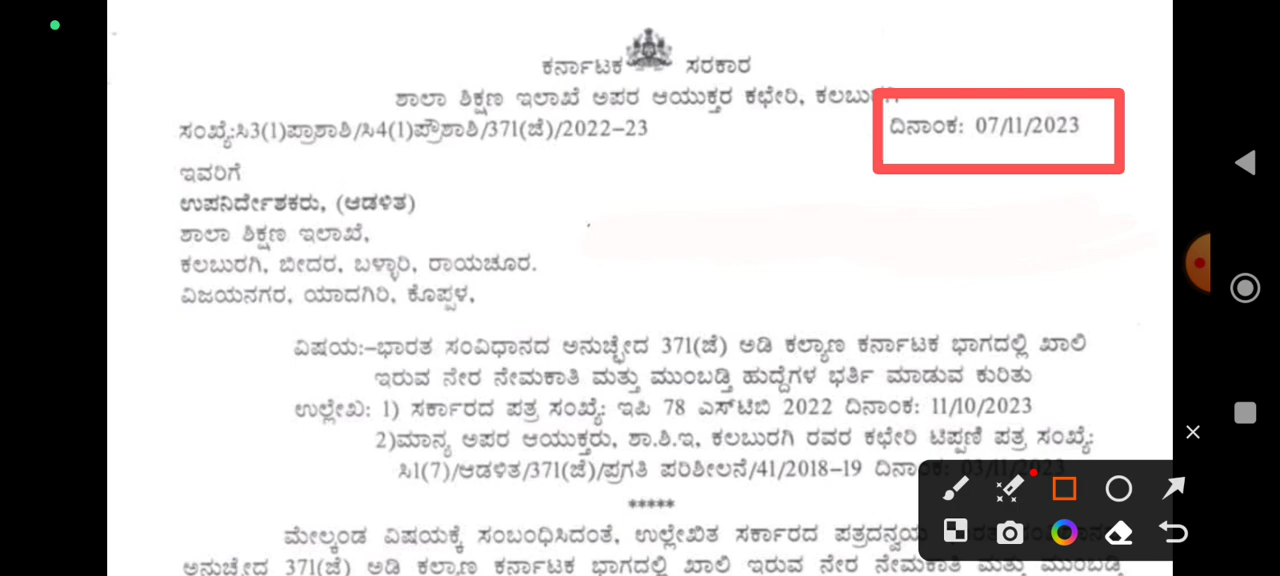 ಕರ್ನಾಟಕ ಸರಕಾರ
ಶಾಲಾ ಶಿಕ್ಷಣ ಇಲಾಖೆ ಅಪರ ಆಯುಕ್ತರ ಕಛೇರಿ, ಕಲಬುರಗಿ
ಸಂಖ್ಯೆ:ಸಿ3(1)ಪ್ರಾಶಾಶಿ/ಸಿ4(1)ಪ್ರೌಶಾಶಿ/371(ಜೆ)/2022-23 ದಿನಾಂಕ: 07/11/2023
ಇವರಿಗೆ
ಉಪನಿರ್ದೇಶಕರು, (ಆಡಳಿತ)
ಶಾಲಾ ಶಿಕ್ಷಣ ಇಲಾಖೆ,
ಕಲಬುರಗಿ, ಬೀದರ, ಬಳ್ಳಾರಿ, ರಾಯಚೂರ.
ವಿಜಯನಗರ, ಯಾದಗಿರಿ, ಕೊಪ್ಪಳ,
ವಿಷಯ:-ಭಾರತ ಸಂವಿಧಾನದ ಅನುಚ್ಛೇದ 371(ಜೆ) ಅಡಿ ಕಲ್ಯಾಣ ಕರ್ನಾಟಕ ಭಾಗದಲ್ಲಿ ಖಾಲಿ
ಇರುವ ನೇರ ನೇಮಕಾತಿ ಮತ್ತು ಮುಂಬಡ್ತಿ ಹುದ್ದೆಗಳ ಭರ್ತಿ ಮಾಡುವ ಕುರಿತು
ಉಲ್ಲೇಖ: 1) ಸರ್ಕಾರದ ಪತ್ರ ಸಂಖ್ಯೆ: ಇಪಿ 78 ಎಸ್‌ಟಿಬಿ 2022 ದಿನಾಂಕ: 11/10/2023
2)ಮಾನ್ಯ ಅಪರ ಆಯುಕ್ತರು, ಶಾ.ಶಿ.ಇ, ಕಲಬುರಗಿ ರವರ ಕಛೇರಿ ಟಿಪ್ಪಣಿ ಪತ್ರ ಸಂಖ್ಯೆ:
ಸಿ1(7)/ಆಡಳಿತ/371(ಜೆ)/ಪ್ರಗತಿ ಪರಿಶೀಲನೆ/41/2018-19 ದಿನಾಂಕ: 03/11/2023
*****
ಮೇಲ್ಕಂಡ ವಿಷಯಕ್ಕೆ ಸಂಬಂಧಿಸಿದಂತೆ, ಉಲ್ಲೇಖಿತ ಸರ್ಕಾರದ ಪತ್ರದನ್ವಯ
ಅನುಚ್ಛೇದ 371(ಜೆ) ಅಡಿ ಕಲ್ಯಾಣ ಕರ್ನಾಟಕ ಭಾಗದಲ್ಲಿ ಖಾಲಿ ಇರುವ ನೇರ ನೇಮಕಾತಿ ಮತ್ತು ಮುಂಬಡ್ತಿ